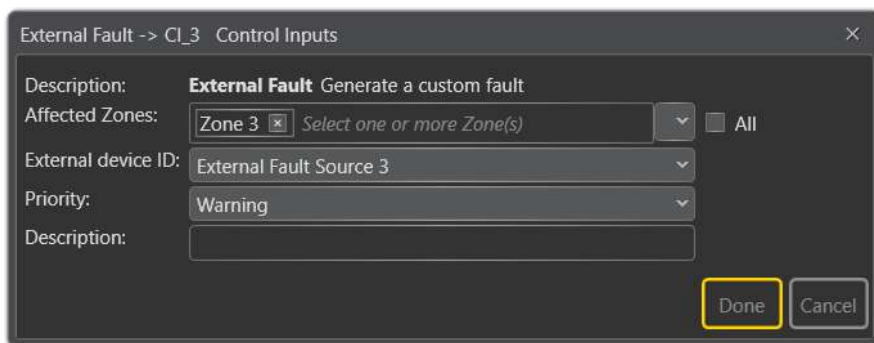 External Fault -> CI_3 Control Inputs
Description: External Fault Generate a custom fault
Affected Zones: Zone 3 Select one or more Zone(s) All
External device ID: External Fault Source 3
Priority: Warning
Description:
Done Cancel